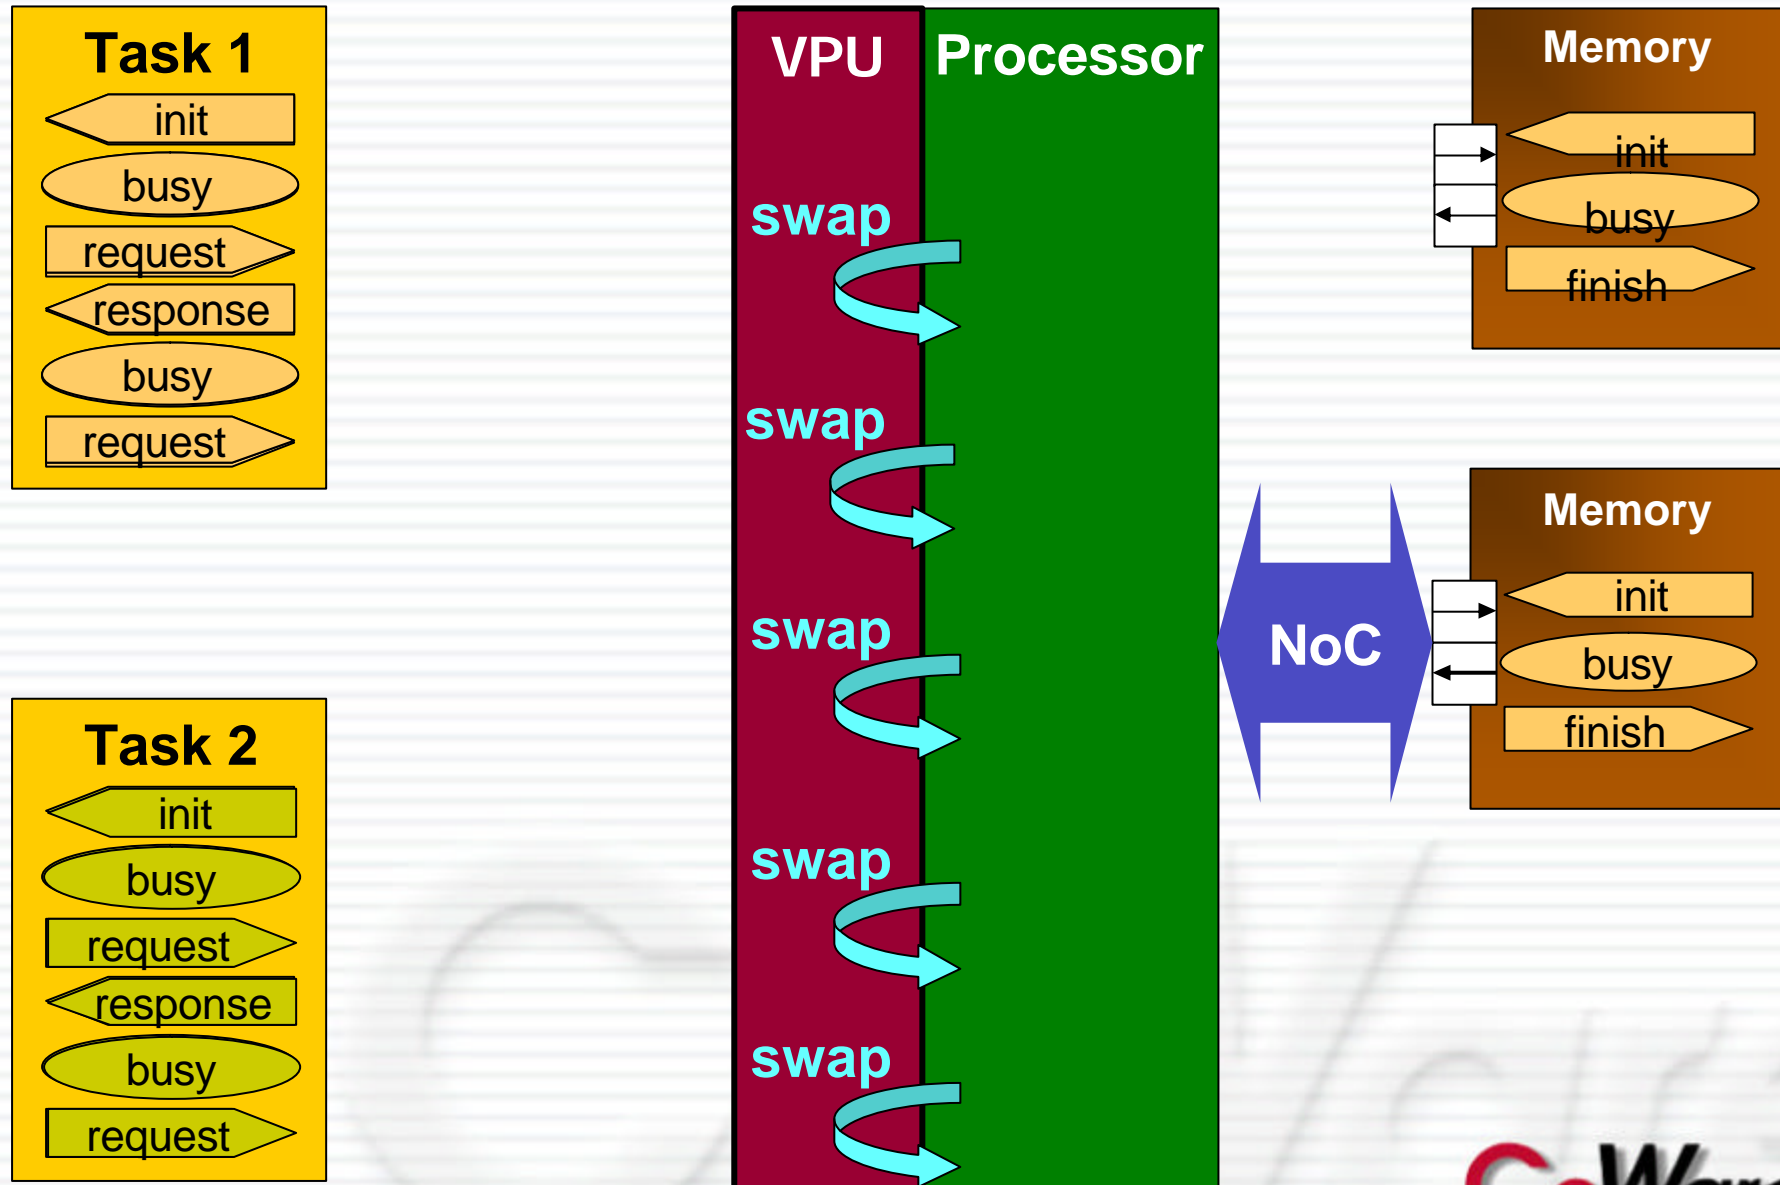 Task 1
init
busy
request
response
busy
request
Task 2
init
busy
request
response
busy
request
VPU
Processor
swap
swap
swap
swap
swap
NoC
Memory
init
busy
finish
Memory
init
busy
finish
CoWare